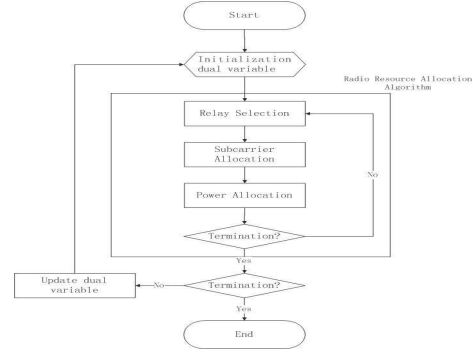 Start
Initialization
dual variable
Radio Resource Allocation
Algorithm
Relay Selection
Subcarrier
Allocation
No
Power Allocation
Termination?
Yes
Update dual
variable
No
Termination?
Yes
End